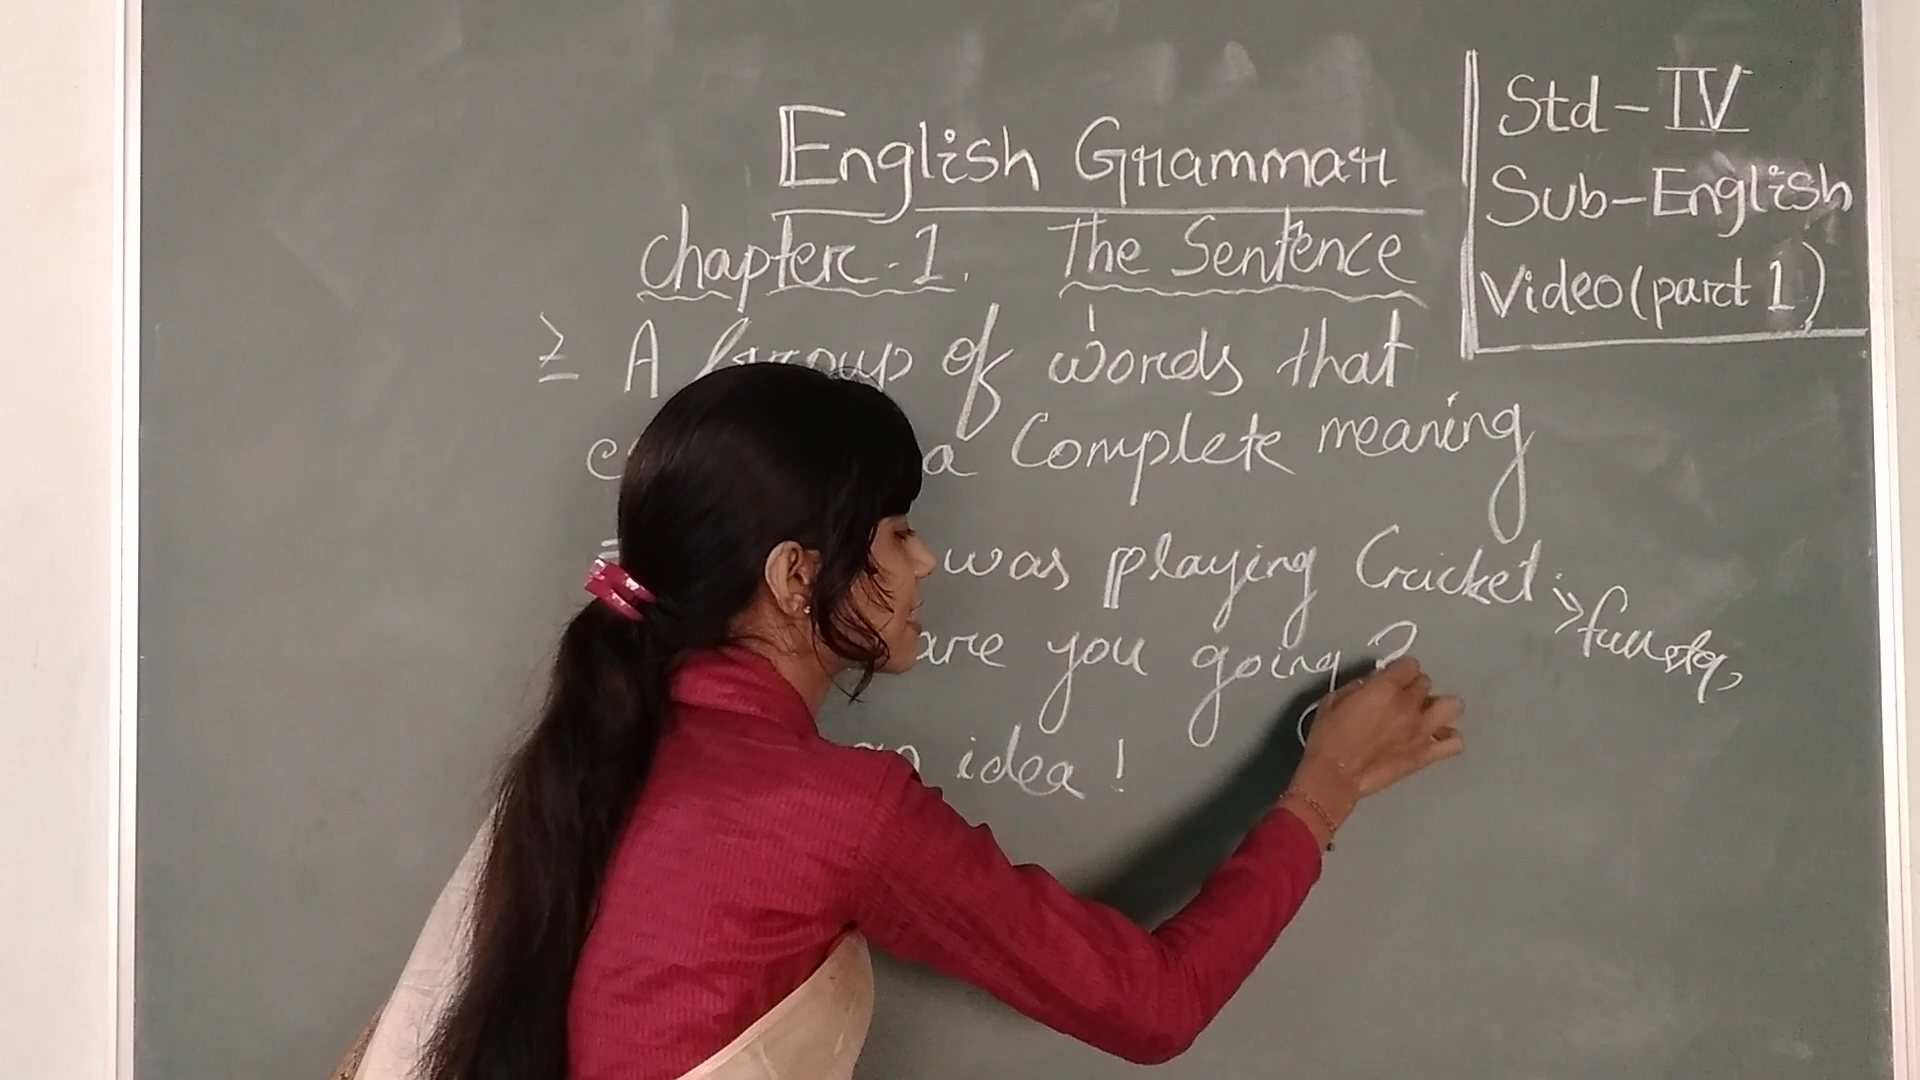 English Grammar
Chapter-1. The Sentence
Std-IV
Sub-English
Video (part 1)
A Group of words that
a Complete meaning
was playing Cricket.
are you going?
an idea!